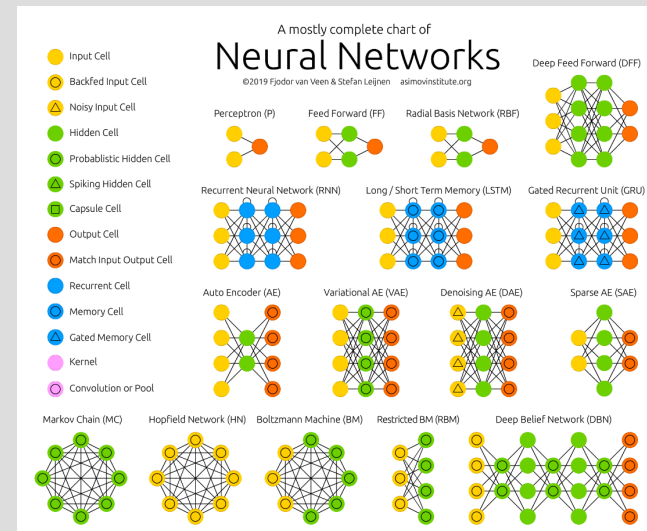 A mostly complete chart of
Neural Networks
©2019 Fjodor van Veen & Stefan Leijnen asimovinstitute.org
Input Cell
Backfed Input Cell
Noisy Input Cell
Hidden Cell
Probablistic Hidden Cell
Spiking Hidden Cell
Capsule Cell
Output Cell
Match Input Output Cell
Recurrent Cell
Memory Cell
Gated Memory Cell
Kernel
Convolution or Pool
Deep Feed Forward (DFF)
Perceptron (P)
Feed Forward (FF)
Radial Basis Network (RBF)
Recurrent Neural Network (RNN)
Long / Short Term Memory (LSTM)
Gated Recurrent Unit (GRU)
Auto Encoder (AE)
Variational AE (VAE)
Denoising AE (DAE)
Sparse AE (SAE)
Markov Chain (MC)
Hopfield Network (HN)
Boltzmann Machine (BM)
Restricted BM (RBM)
Deep Belief Network (DBN)